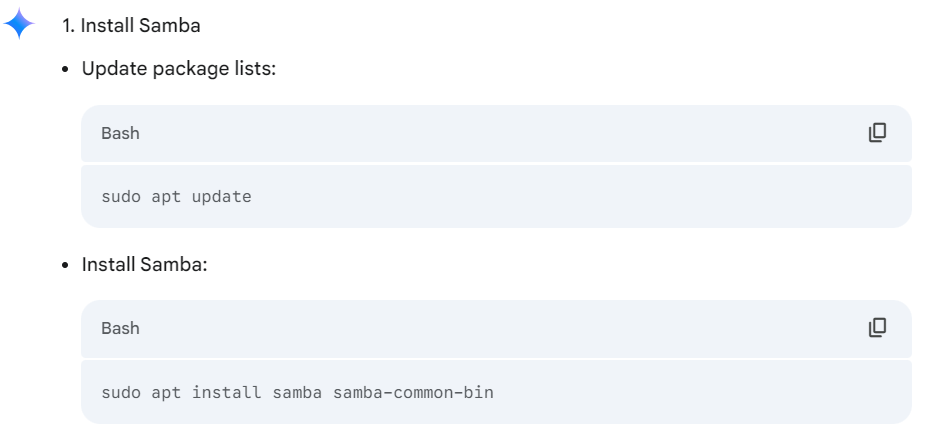 1. Install Samba
• Update package lists:
Bash
sudo apt update
• Install Samba:
Bash
sudo apt install samba samba-common-bin